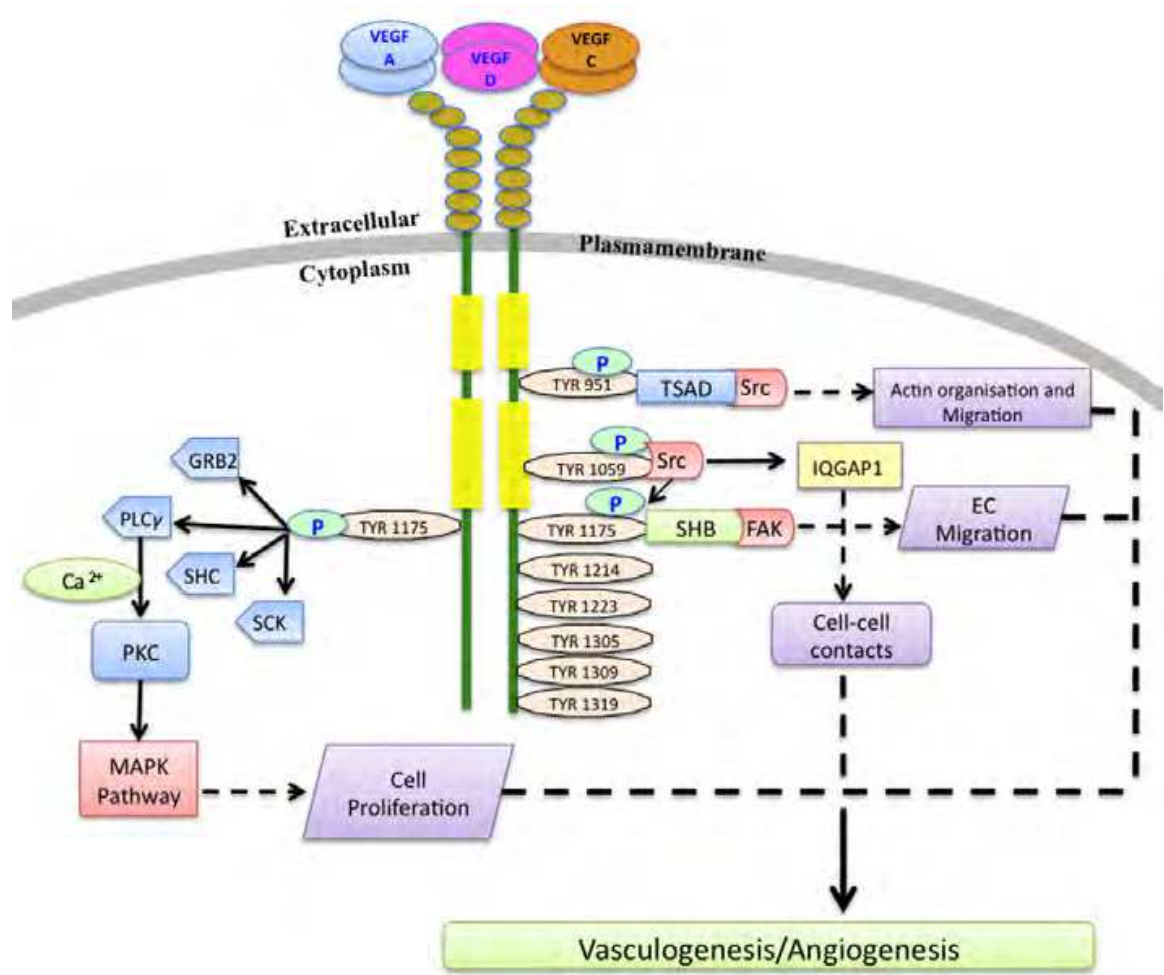 VEGF
A
VEGF
D
VEGF
C
Extracellular
Plasmamembrane
Cytoplasm
P
TYR 951
TSAD
Src
Actin organisation and
Migration
P
TYR 1059
Src
IQGAP1
GRB2
PLCγ
P
TYR 1175
SHC
SCK
Ca 2+
PKC
MAPK
Pathway
P
TYR 1175
SHB
FAK
EC
Migration
TYR 1214
TYR 1223
TYR 1305
TYR 1309
TYR 1319
Cell-cell
contacts
Cell
Proliferation
Vasculogenesis/Angiogenesis